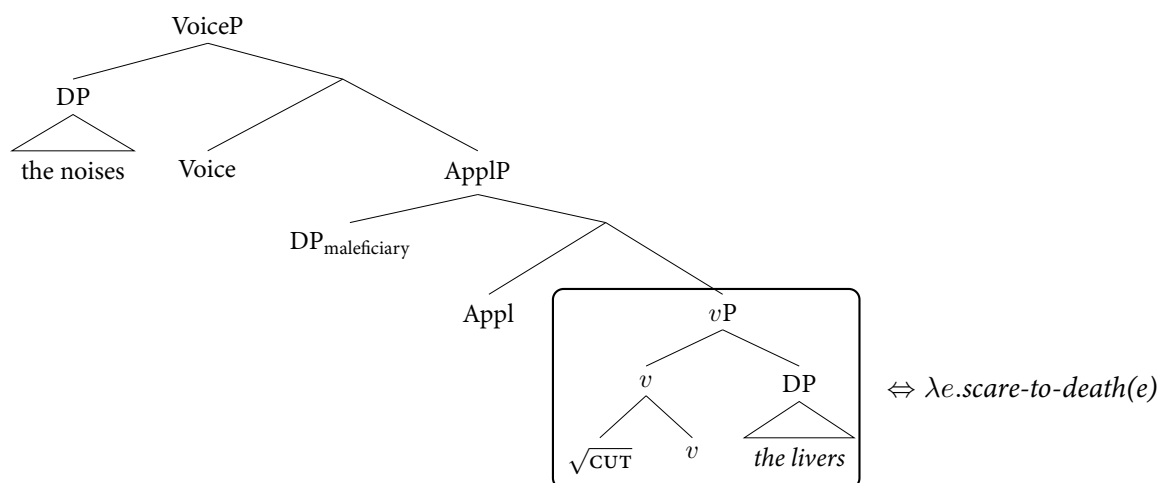 VoiceP
DP
the noises
Voice
ApplP
DPmaleficiary
Appl
vP
v
DP
⇔ λe.scare-to-death(e)
√CUT
v
the livers